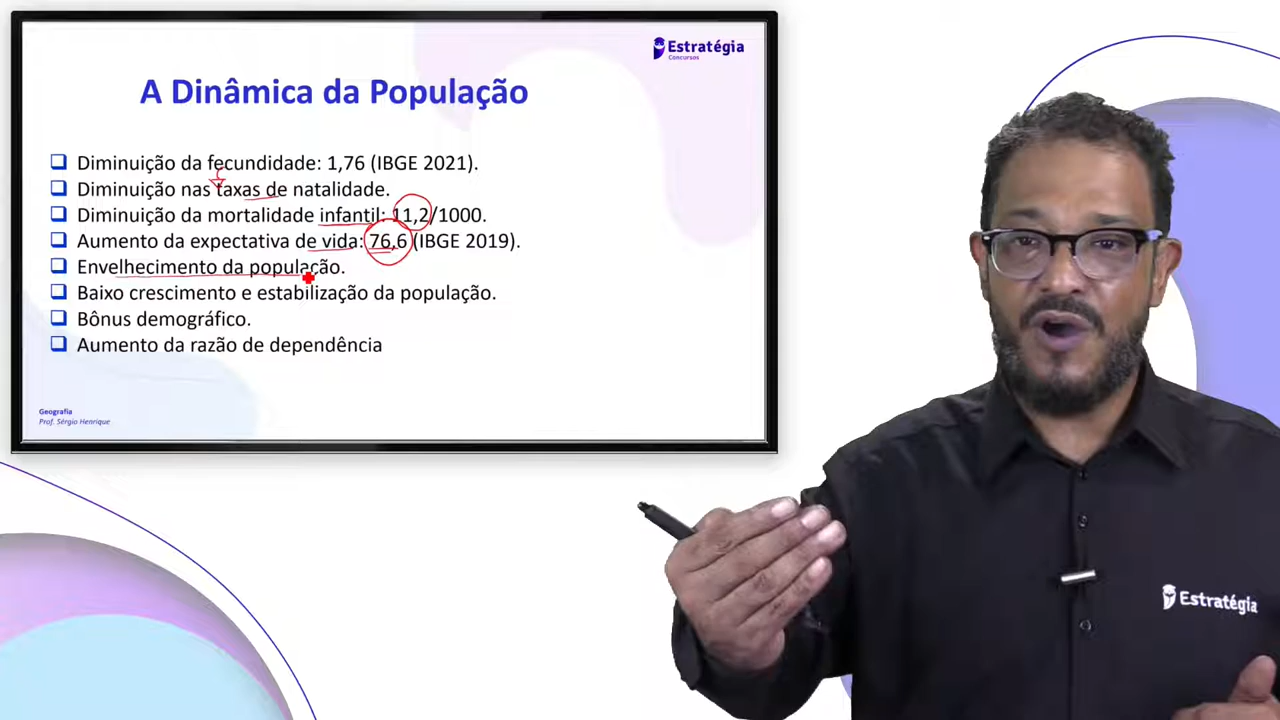 Estratégia
Concursos
A Dinâmica da População
Diminuição da fecundidade: 1,76 (IBGE 2021).
Diminuição nas taxas de natalidade.
Diminuição da mortalidade infantil: 11,2/1000.
Aumento da expectativa de vida: 76,6 (IBGE 2019).
Envelhecimento da população.
Baixo crescimento e estabilização da população.
Bônus demográfico.
Aumento da razão de dependência
Geografia
Prof. Sérgio Henrique
Estratégia